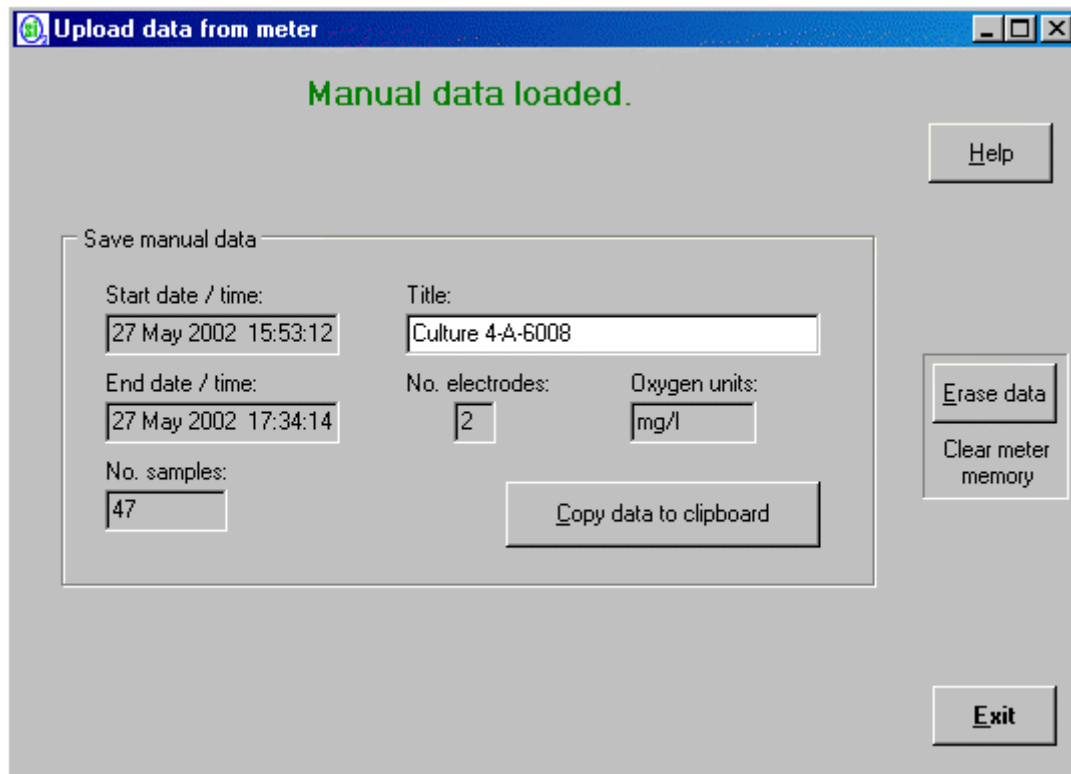 si
Upload data from meter
Manual data loaded.
Help
Save manual data
Start date / time:
27 May 2002 15:53:12
Title:
Culture 4-A-6008
End date / time:
27 May 2002 17:34:14
No. electrodes:
2
Oxygen units:
mg/l
No. samples:
47
Copy data to clipboard
Erase data
Clear meter
memory
Exit